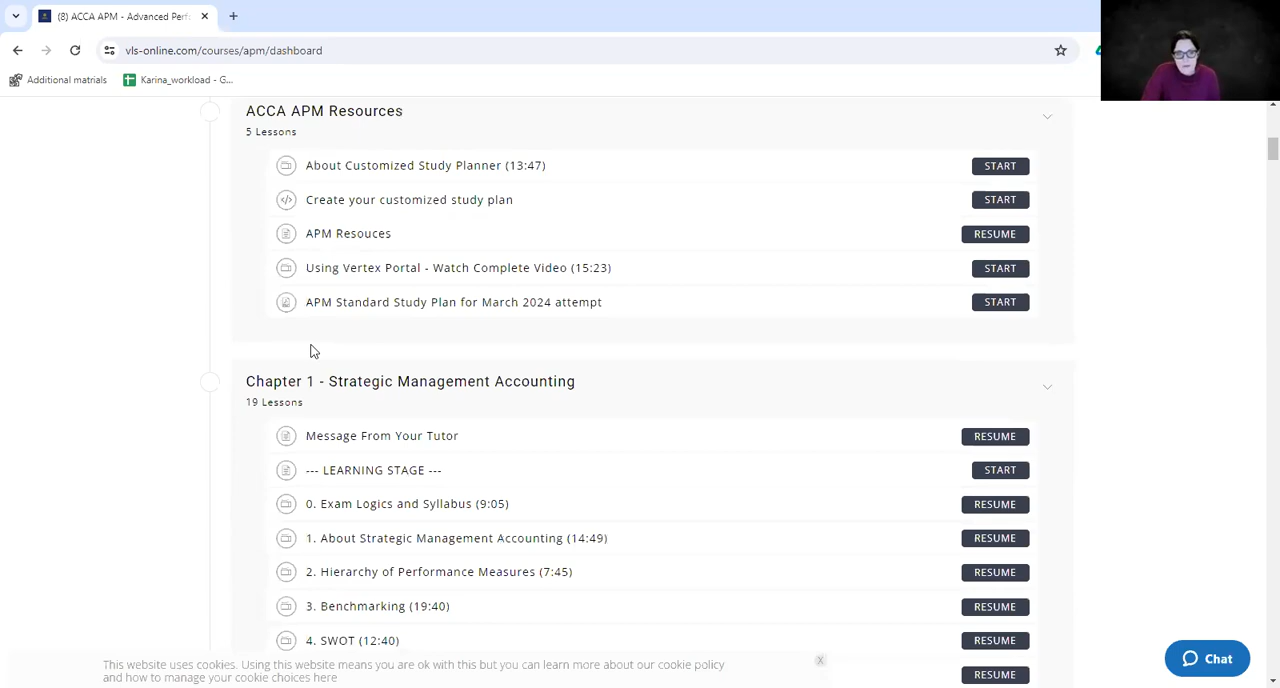 (8) ACCA APM - Advanced Perfo
vls-online.com/courses/apm/dashboard
Additional matrials
Karina_workload - G...
ACCA APM Resources
5 Lessons
About Customized Study Planner (13:47)
START
Create your customized study plan
START
APM Resouces
RESUME
Using Vertex Portal - Watch Complete Video (15:23)
START
APM Standard Study Plan for March 2024 attempt
START
Chapter 1 - Strategic Management Accounting
19 Lessons
Message From Your Tutor
RESUME
--- LEARNING STAGE ---
START
0. Exam Logics and Syllabus (9:05)
RESUME
1. About Strategic Management Accounting (14:49)
RESUME
2. Hierarchy of Performance Measures (7:45)
RESUME
3. Benchmarking (19:40)
RESUME
4. SWOT (12:40)
RESUME
This website uses cookies. Using this website means you are ok with this but you can learn more about our cookie policy
and how to manage your cookie choices here
X
RESUME
Chat